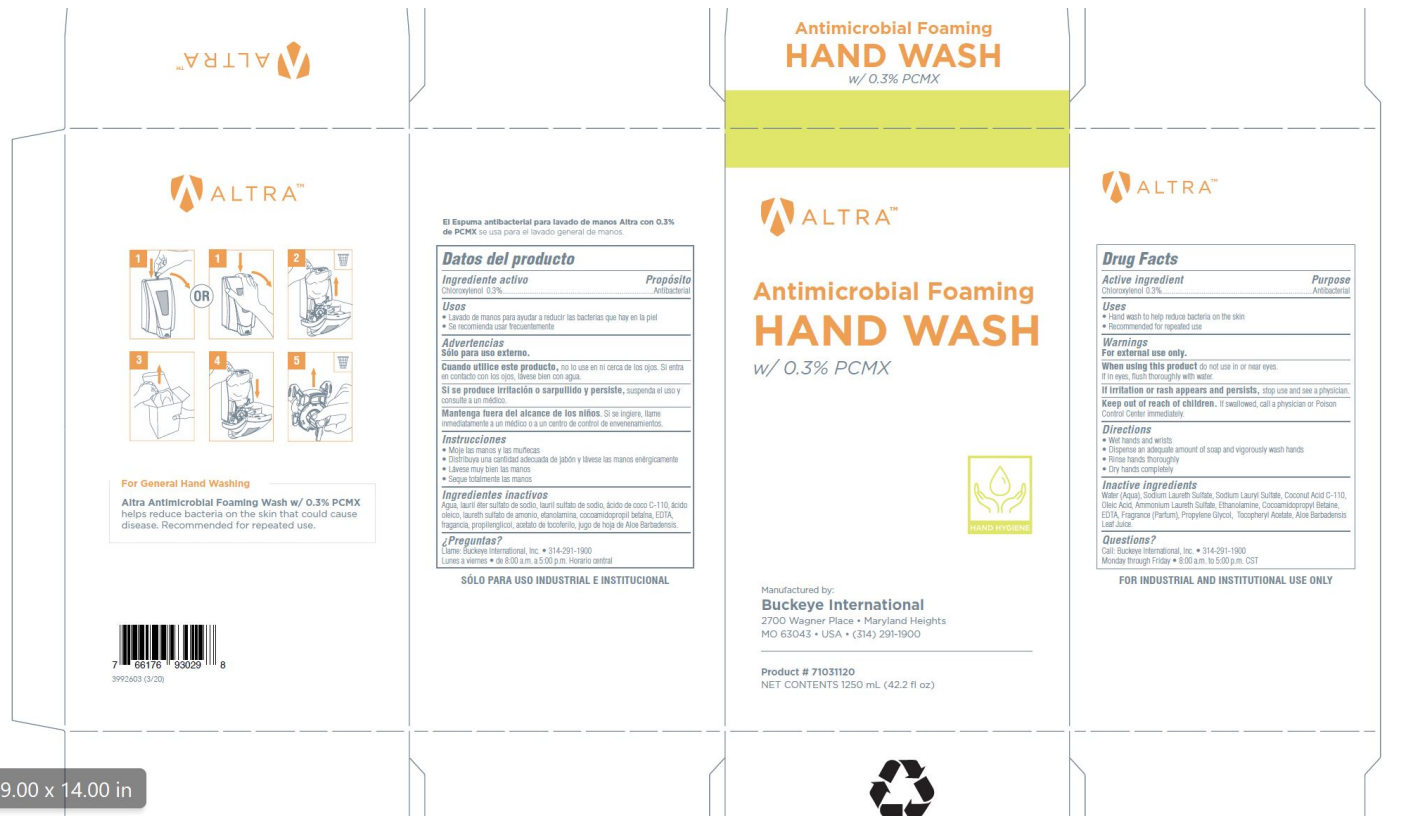 ALTRA™
ALTRA™
1
OR
1
2
3
4
5
For General Hand Washing
Altra Antimicrobial Foaming Wash w/ 0.3% PCMX
helps reduce bacteria on the skin that could cause
disease. Recommended for repeated use.
7 66176 93029 8
3992603 (3/20)
9.00 x 14.00 in
El Espuma antibacterial para lavado de manos Altra con 0.3%
de PCMX se usa para el lavado general de manos.
Datos del producto
Ingrediente activo Propósito
Chloroxylenol 0.3%......Antibacterial
Usos
• Lavado de manos para ayudar a reducir las bacterias que hay en la piel
• Se recomienda usar frecuentemente
Advertencias
Sólo para uso externo.
Cuando utilice este producto, no lo use en ni cerca de los ojos. Si entra
en contacto con los ojos, lávese bien con agua.
Si se produce irritación o sarpullido y persiste, suspenda el uso y
consulte a un médico.
Mantenga fuera del alcance de los niños. Si se ingiere, llame
inmediatamente a un médico o a un centro de control de envenenamientos.
Instrucciones
• Moje las manos y las muñecas
• Distribuya una cantidad adecuada de jabón y lávese las manos enérgicamente
• Lávese muy bien las manos
• Seque totalmente las manos
Ingredientes inactivos
Agua, lauril éter sulfato de sodio, lauril sulfato de sodio, ácido de coco C-110, ácido
oleico, laureth sulfato de amonio, etanolamina, cocoamidopropil betaína, EDTA,
fragancia, propilenglicol, acetato de tocoferilo, jugo de hoja de Aloe Barbadensis.
¿Preguntas?
Llame: Buckeye International, Inc. • 314-291-1900
Lunes a viernes • de 8:00 a.m. a 5:00 p.m. Horario central
SÓLO PARA USO INDUSTRIAL E INSTITUCIONAL
Antimicrobial Foaming
HAND WASH
w/ 0.3% PCMX
ALTRA™
Antimicrobial Foaming
HAND WASH
w/ 0.3% PCMX
HAND HYGIENE
Manufactured by:
Buckeye International
2700 Wagner Place • Maryland Heights
MO 63043 • USA • (314) 291-1900
Product # 71031120
NET CONTENTS 1250 mL (42.2 fl oz)
ALTRA™
Drug Facts
Active ingredient Purpose
Chloroxylenol 0.3%......Antibacterial
Uses
• Hand wash to help reduce bacteria on the skin
• Recommended for repeated use
Warnings
For external use only.
When using this product do not use in or near eyes.
If in eyes, flush thoroughly with water.
If irritation or rash appears and persists, stop use and see a physician.
Keep out of reach of children. If swallowed, call a physician or Poison
Control Center immediately.
Directions
• Wet hands and wrists
• Dispense an adequate amount of soap and vigorously wash hands
• Rinse hands thoroughly
• Dry hands completely
Inactive ingredients
Water (Aqua), Sodium Laureth Sulfate, Sodium Lauryl Sulfate, Coconut Acid C-110,
Oleic Acid, Ammonium Laureth Sulfate, Ethanolamine, Cocoamidopropyl Betaine,
EDTA, Fragrance (Parfum), Propylene Glycol, Tocopheryl Acetate, Aloe Barbadensis
Leaf Juice.
Questions?
Call: Buckeye International, Inc. • 314-291-1900
Monday through Friday • 8:00 a.m. to 5:00 p.m. CST
FOR INDUSTRIAL AND INSTITUTIONAL USE ONLY